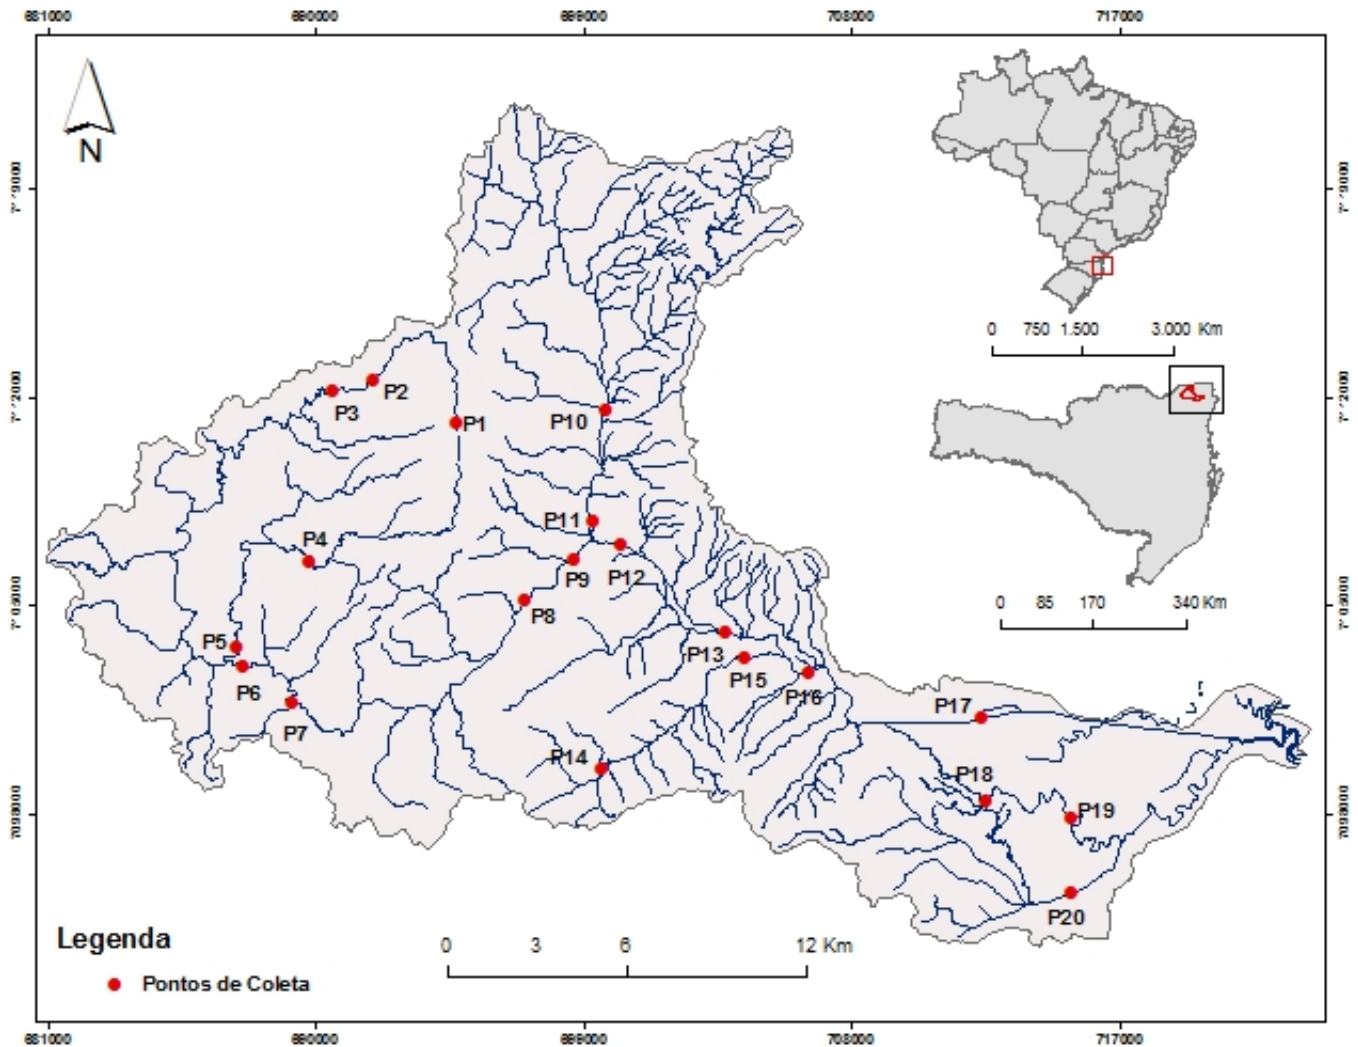 681000 690000 699000 708000 717000
N
0 750 1.500 3.000 Km
P2
P3
P1
P10
P11
P4
P9
P12
0 85 170 340 Km
P8
P5
P13
P6
P15
P16
P7
P17
P14
P18
P19
P20
Legenda
0 3 6 12 Km
Pontos de Coleta
681000 690000 699000 708000 717000